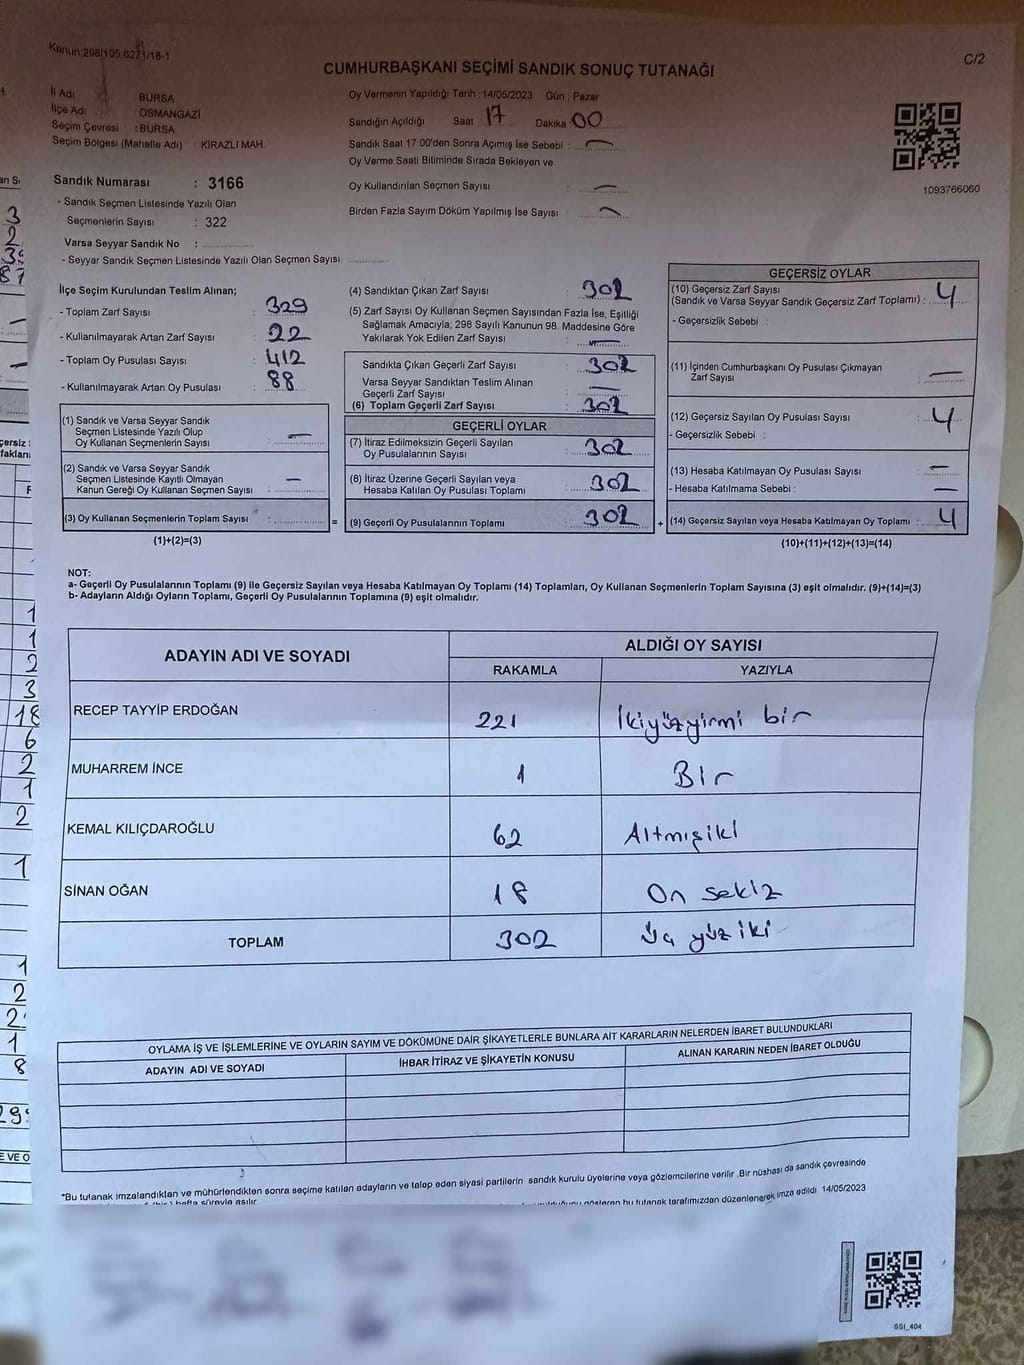 Kanun:298/105,6271/18-1
C/2
CUMHURBAŞKANI SEÇİMİ SANDIK SONUÇ TUTANAĞI
İl Adı BURSA
İlçe Adı : OSMANGAZİ
Seçim Çevresi : BURSA
Seçim Bölgesi (Mahalle Adı) : KİRAZLI MAH.
Sandık Numarası : 3166
- Sandık Seçmen Listesinde Yazılı Olan
Seçmenlerin Sayısı : 322
Varsa Seyyar Sandık No :
- Seyyar Sandık Seçmen Listesinde Yazılı Olan Seçmen Sayısı
Oy Vermenin Yapıldığı Tarih : 14/05/2023 Gün : Pazar
Sandığın Açıldığı Saat : 17 Dakika : 00
Sandık Saat 17.00'den Sonra Açımış İse Sebebi : —
Oy Verme Saati Bitiminde Sırada Bekleyen ve
Oy Kullandırılan Seçmen Sayısı : —
Birden Fazla Sayım Döküm Yapılmış İse Sayısı : —
1093766060
İlçe Seçim Kurulundan Teslim Alınan;
- Toplam Zarf Sayısı : 329
- Kullanılmayarak Artan Zarf Sayısı : 22
- Toplam Oy Pusulası Sayısı : 412
- Kullanılmayarak Artan Oy Pusulası : 88
(1) Sandık ve Varsa Seyyar Sandık
Seçmen Listesinde Yazılı Olup
Oy Kullanan Seçmenlerin Sayısı : —
(2) Sandık ve Varsa Seyyar Sandık
Seçmen Listesinde Kayıtlı Olmayan
Kanun Gereği Oy Kullanan Seçmen Sayısı : —
(3) Oy Kullanan Seçmenlerin Toplam Sayısı :
(1)+(2)=(3)
=
(4) Sandıktan Çıkan Zarf Sayısı : 302
(5) Zarf Sayısı Oy Kullanan Seçmen Sayısından Fazla İse, Eşitliği
Sağlamak Amacıyla; 298 Sayılı Kanunun 98. Maddesine Göre
Yakılarak Yok Edilen Zarf Sayısı : —
Sandıkta Çıkan Geçerli Zarf Sayısı : 302
Varsa Seyyar Sandıktan Teslim Alınan
Geçerli Zarf Sayısı : —
(6) Toplam Geçerli Zarf Sayısı : 302
GEÇERLİ OYLAR
(7) İtiraz Edilmeksizin Geçerli Sayılan
Oy Pusulalarının Sayısı : 302
(8) İtiraz Üzerine Geçerli Sayılan veya
Hesaba Katılan Oy Pusulası Toplamı : 302
(9) Geçerli Oy Pusulalarının Toplamı : 302
+
GEÇERSİZ OYLAR
(10) Geçersiz Zarf Sayısı
(Sandık ve Varsa Seyyar Sandık Geçersiz Zarf Toplamı) : 4
- Geçersizlik Sebebi :
(11) İçinden Cumhurbaşkanı Oy Pusulası Çıkmayan
Zarf Sayısı : —
(12) Geçersiz Sayılan Oy Pusulası Sayısı : 4
- Geçersizlik Sebebi :
(13) Hesaba Katılmayan Oy Pusulası Sayısı : —
- Hesaba Katılmama Sebebi : —
(14) Geçersiz Sayılan veya Hesaba Katılmayan Oy Toplamı : 4
(10)+(11)+(12)+(13)=(14)
NOT:
a- Geçerli Oy Pusulalarının Toplamı (9) ile Geçersiz Sayılan veya Hesaba Katılmayan Oy Toplamı (14) Toplamları, Oy Kullanan Seçmenlerin Toplam Sayısına (3) eşit olmalıdır. (9)+(14)=(3)
b- Adayların Aldığı Oyların Toplamı, Geçerli Oy Pusulalarının Toplamına (9) eşit olmalıdır.
ADAYIN ADI VE SOYADI
ALDIĞI OY SAYISI
RAKAMLA YAZIYLA
RECEP TAYYİP ERDOĞAN 221 İkiyüzyirmi bir
MUHARREM İNCE 1 Bir
KEMAL KILIÇDAROĞLU 62 Altmışiki
SİNAN OĞAN 18 On sekiz
TOPLAM 302 Üç yüz iki
OYLAMA İŞ VE İŞLEMLERİNE VE OYLARIN SAYIM VE DÖKÜMÜNE DAİR ŞİKAYETLERLE BUNLARA AİT KARARLARIN NELERDEN İBARET BULUNDUKLARI
ADAYIN ADI VE SOYADI İHBAR İTİRAZ VE ŞİKAYETİN KONUSU ALINAN KARARIN NEDEN İBARET OLDUĞU
*Bu tutanak imzalandıktan ve mühürlendikten sonra seçime katılan adayların ve talep eden siyasi partilerin sandık kurulu üyelerine veya gözlemcilerine verilir .Bir nüshası da sandık çevresinde
hafta süreyle asılır. gösteren bu tutanak tarafımızdan düzenlenerek imza edildi 14/05/2023
SSI_404